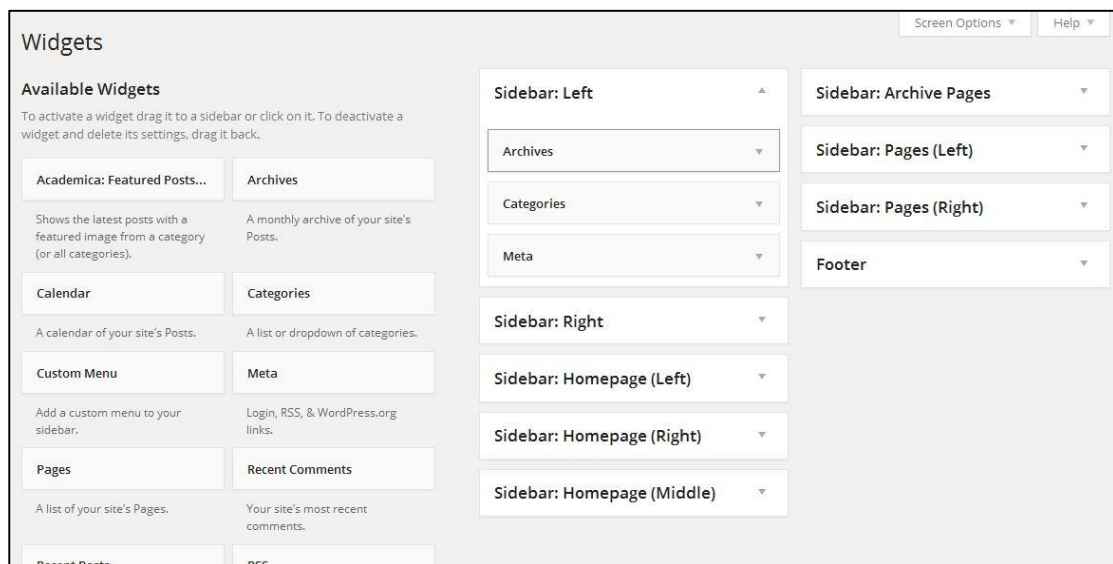 Screen Options
Help
Widgets
Available Widgets
To activate a widget drag it to a sidebar or click on it. To deactivate a
widget and delete its settings, drag it back.
Academica: Featured Posts...
Archives
Shows the latest posts with a
featured image from a category
(or all categories).
A monthly archive of your site's
Posts.
Calendar
Categories
A calendar of your site's Posts.
A list or dropdown of categories.
Custom Menu
Meta
Add a custom menu to your
sidebar.
Login, RSS, & WordPress.org
links.
Pages
Recent Comments
A list of your site's Pages.
Your site's most recent
comments.
Recent Posts
RSS
Sidebar: Left
Archives
Categories
Meta
Sidebar: Right
Sidebar: Homepage (Left)
Sidebar: Homepage (Right)
Sidebar: Homepage (Middle)
Sidebar: Archive Pages
Sidebar: Pages (Left)
Sidebar: Pages (Right)
Footer